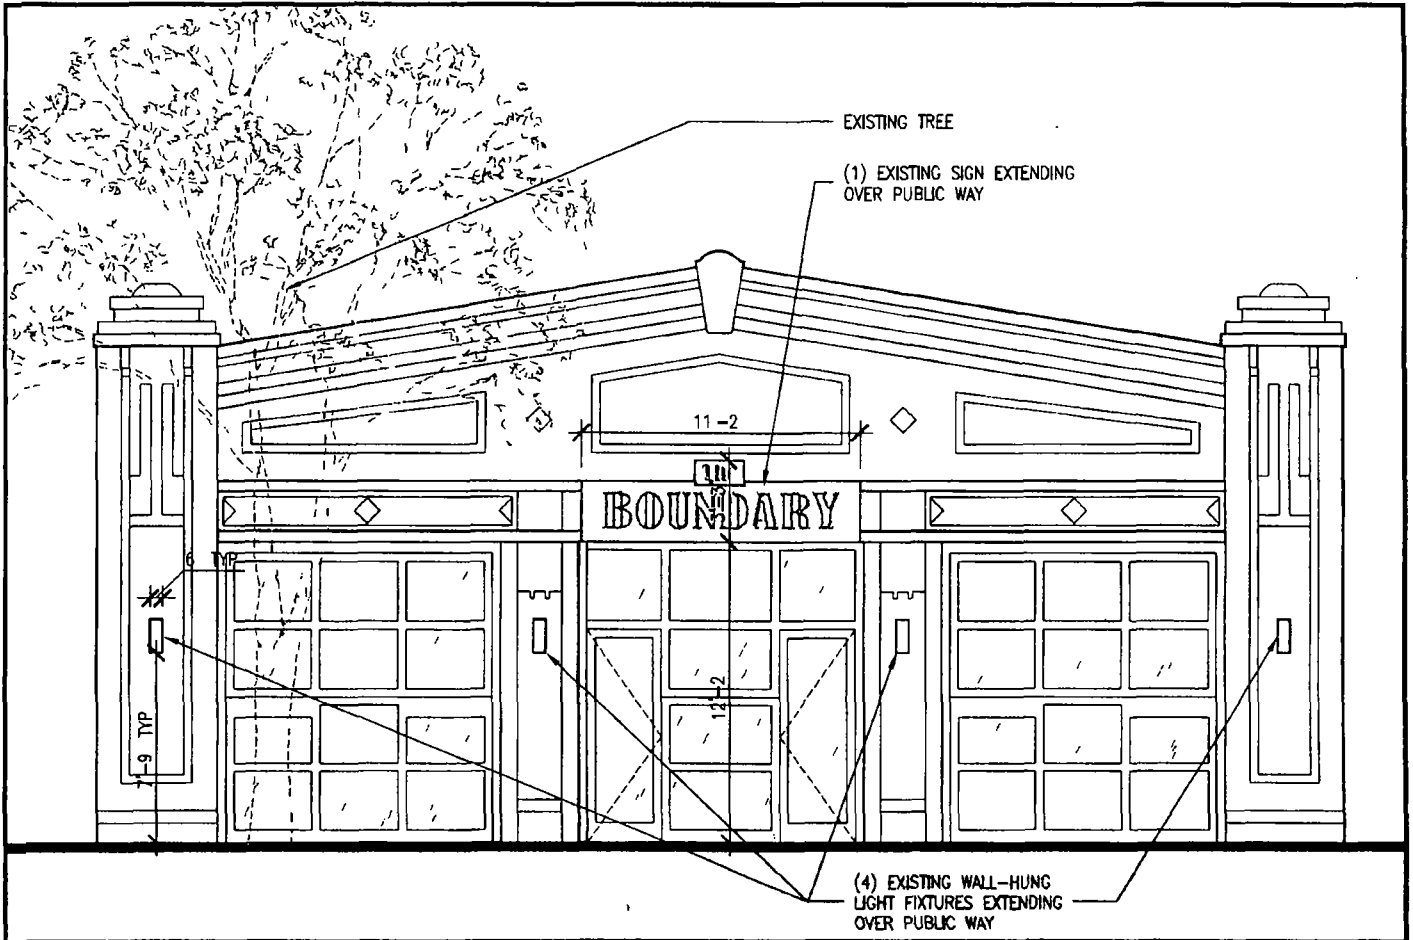 EXISTING TREE
(1) EXISTING SIGN EXTENDING
OVER PUBLIC WAY
11'-2
BOUNDARY
6 TYP
12'-2
7'-9 TYP
(4) EXISTING WALL-HUNG
LIGHT FIXTURES EXTENDING
OVER PUBLIC WAY